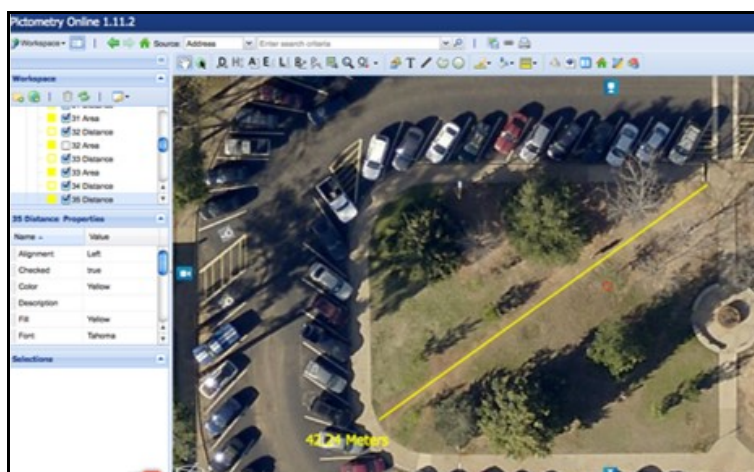 Pictometry Online 1.11.2
Workspace
Source: Address
Enter search criteria
D H A E L
T
Workspace
31 Area
32 Distance
32 Area
33 Distance
33 Area
34 Distance
35 Distance
35 Distance Properties
Name
Value
Alignment
Left
Checked
true
Color
Yellow
Description
Fill
Yellow
Font:
Tahoma
Selections
42.24 Meters